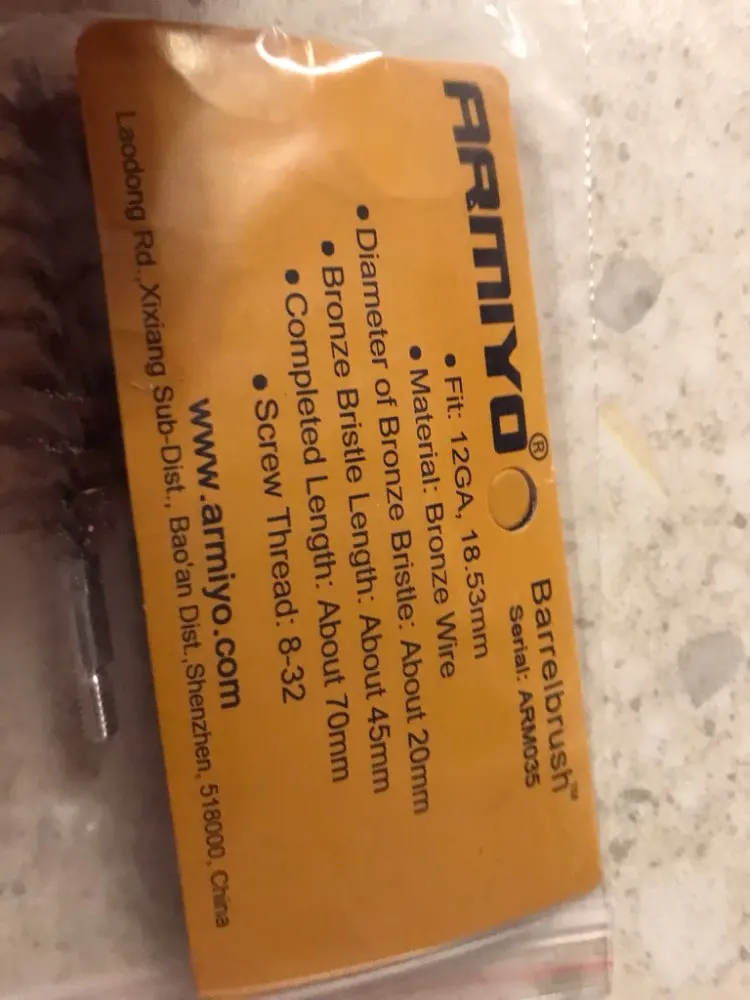 ARMIYO®
Barrelbrush™
Serial: ARM035
• Fit: 12GA, 18.53mm
• Material: Bronze Wire
• Diameter of Bronze Bristle: About 20mm
• Bronze Bristle Length: About 45mm
• Completed Length: About 70mm
• Screw Thread: 8-32
www.armiyo.com
Laodong Rd.,Xixiang Sub-Dist., Bao'an Dist.,Shenzhen, 518000, China